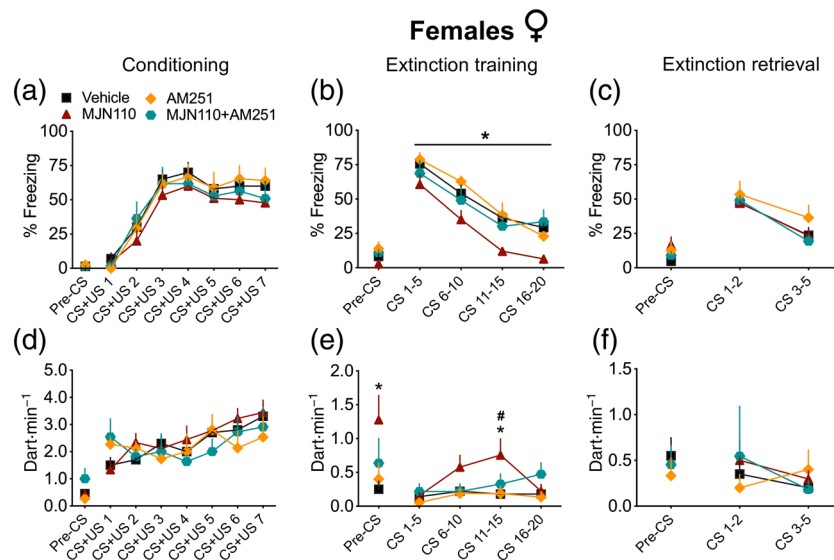 Females ♀
Conditioning
Extinction training
Extinction retrieval
(a)
Vehicle
AM251
MJN110
MJN110+AM251
% Freezing
100
75
50
25
0
Pre-CS
CS+US 1
CS+US 2
CS+US 3
CS+US 4
CS+US 5
CS+US 6
CS+US 7
(b)
*
% Freezing
100
75
50
25
0
Pre-CS
CS 1-5
CS 6-10
CS 11-15
CS 16-20
(c)
% Freezing
100
75
50
25
0
Pre-CS
CS 1-2
CS 3-5
(d)
Dart·min⁻¹
5.0
4.0
3.0
2.0
1.0
0.0
Pre-CS
CS+US 1
CS+US 2
CS+US 3
CS+US 4
CS+US 5
CS+US 6
CS+US 7
(e)
*
#
*
Dart·min⁻¹
2.0
1.5
1.0
0.5
0.0
Pre-CS
CS 1-5
CS 6-10
CS 11-15
CS 16-20
(f)
Dart·min⁻¹
1.5
1.0
0.5
0.0
Pre-CS
CS 1-2
CS 3-5